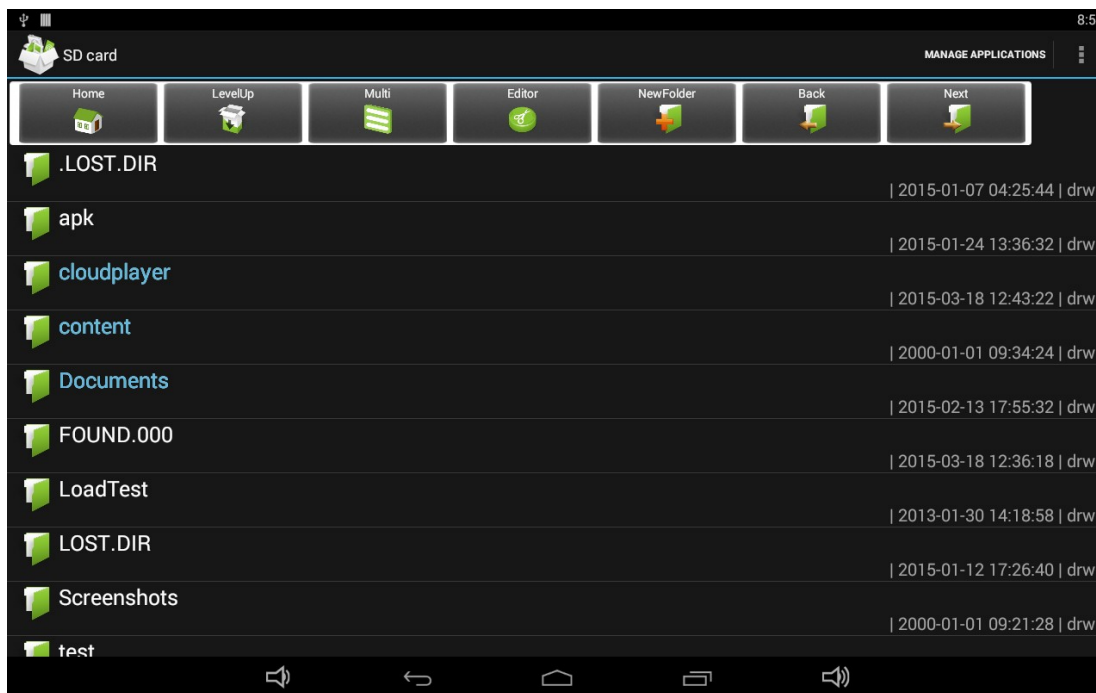 8:5
SD card
MANAGE APPLICATIONS
Home LevelUp Multi Editor NewFolder Back Next
.LOST.DIR
| 2015-01-07 04:25:44 | drw
apk
| 2015-01-24 13:36:32 | drw
cloudplayer
| 2015-03-18 12:43:22 | drw
content
| 2000-01-01 09:34:24 | drw
Documents
| 2015-02-13 17:55:32 | drw
FOUND.000
| 2015-03-18 12:36:18 | drw
LoadTest
| 2013-01-30 14:18:58 | drw
LOST.DIR
| 2015-01-12 17:26:40 | drw
Screenshots
| 2000-01-01 09:21:28 | drw
test